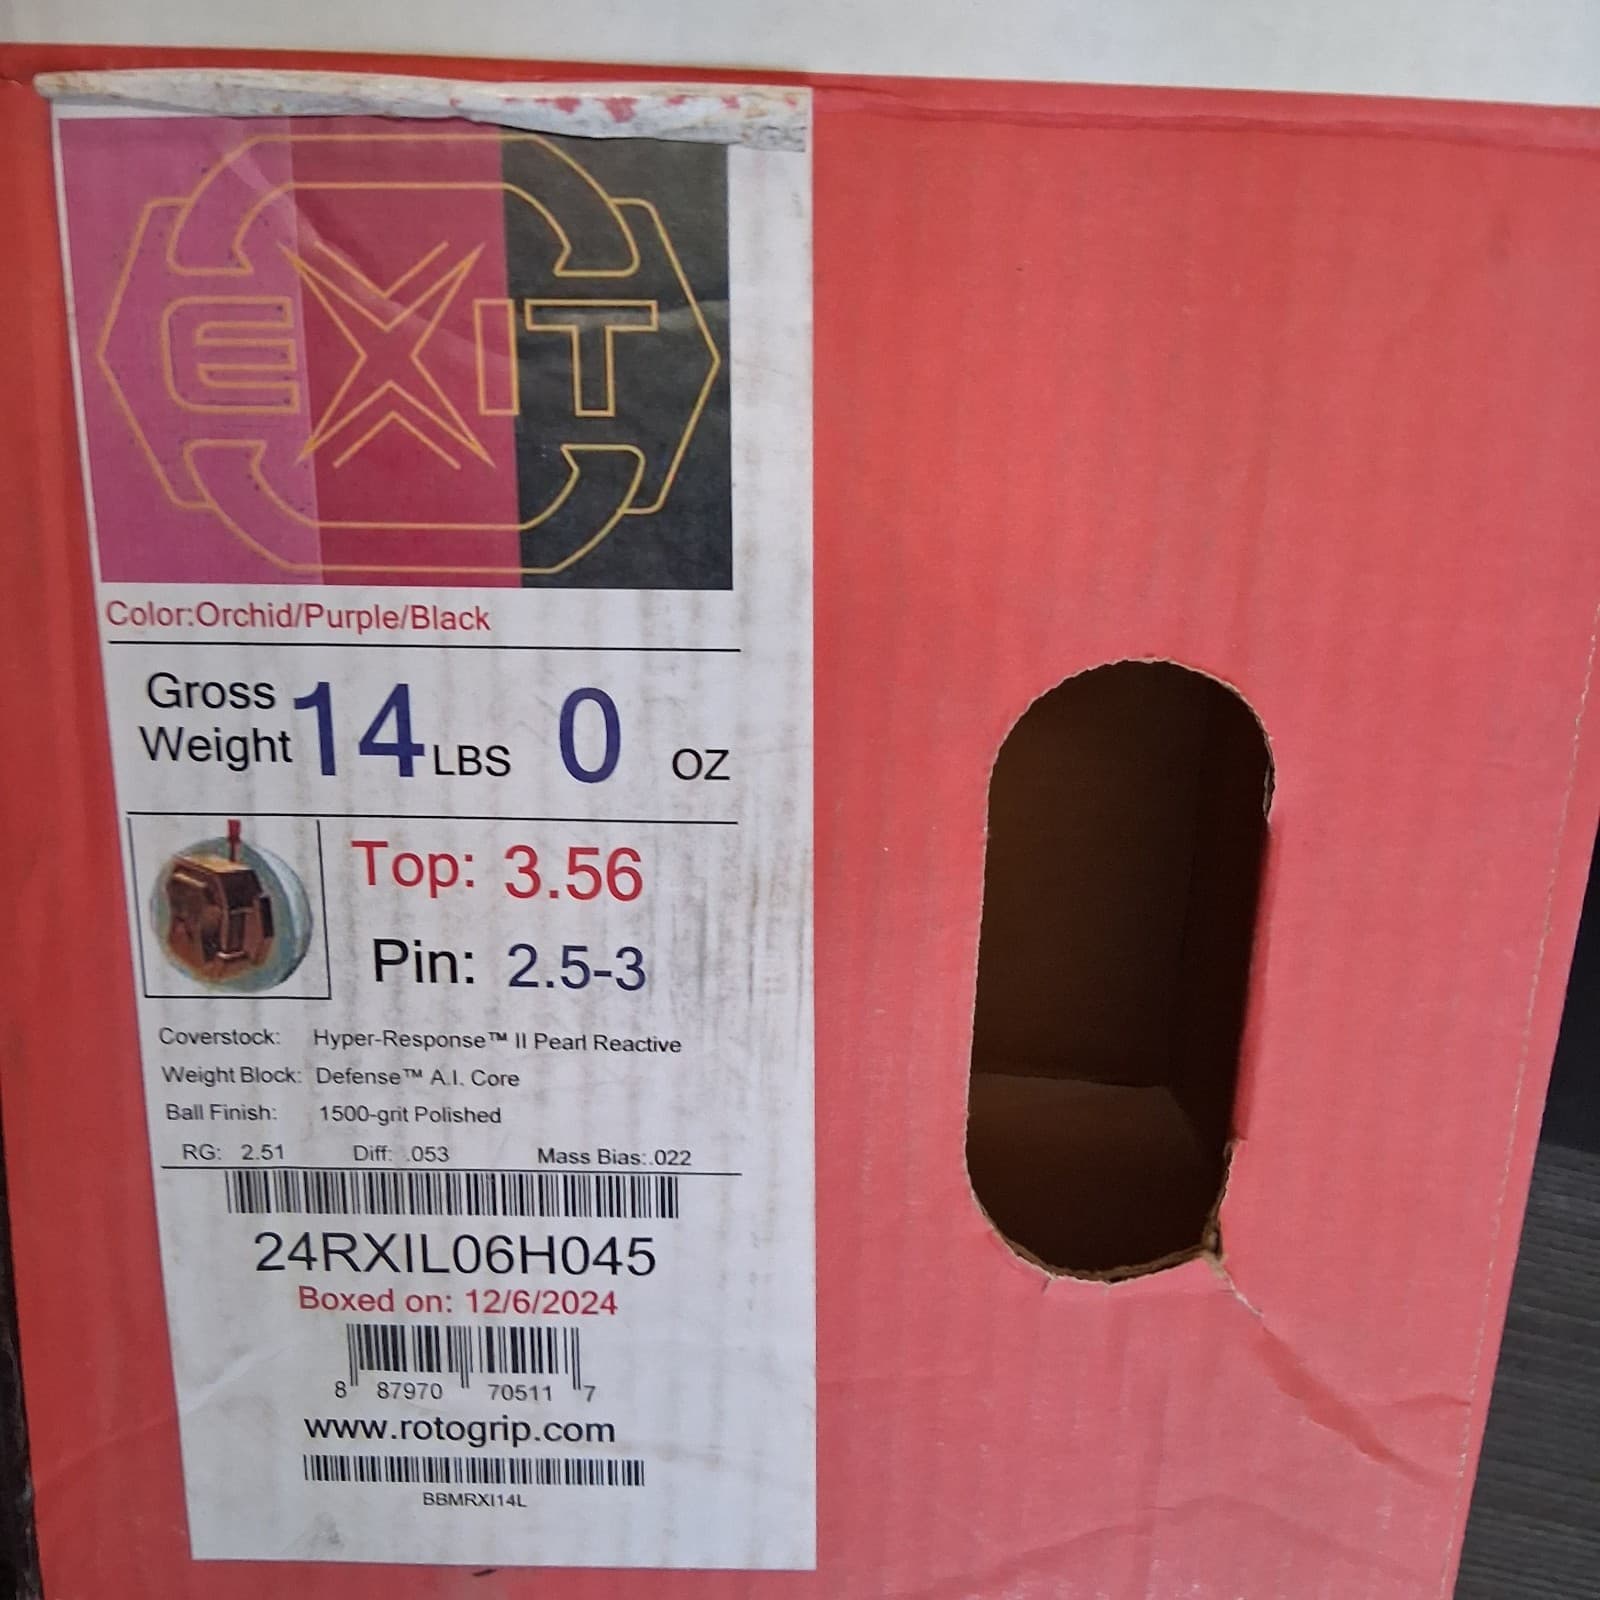 EXIT
Color:Orchid/Purple/Black
Gross Weight 14 LBS 0 OZ
Top: 3.56
Pin: 2.5-3
Coverstock: Hyper-Response™ II Pearl Reactive
Weight Block: Defense™ A.I. Core
Ball Finish: 1500-grit Polished
RG: 2.51 Diff: .053 Mass Bias:.022
24RXIL06H045
Boxed on: 12/6/2024
8 87970 70511 7
www.rotogrip.com
BBMRXI14L